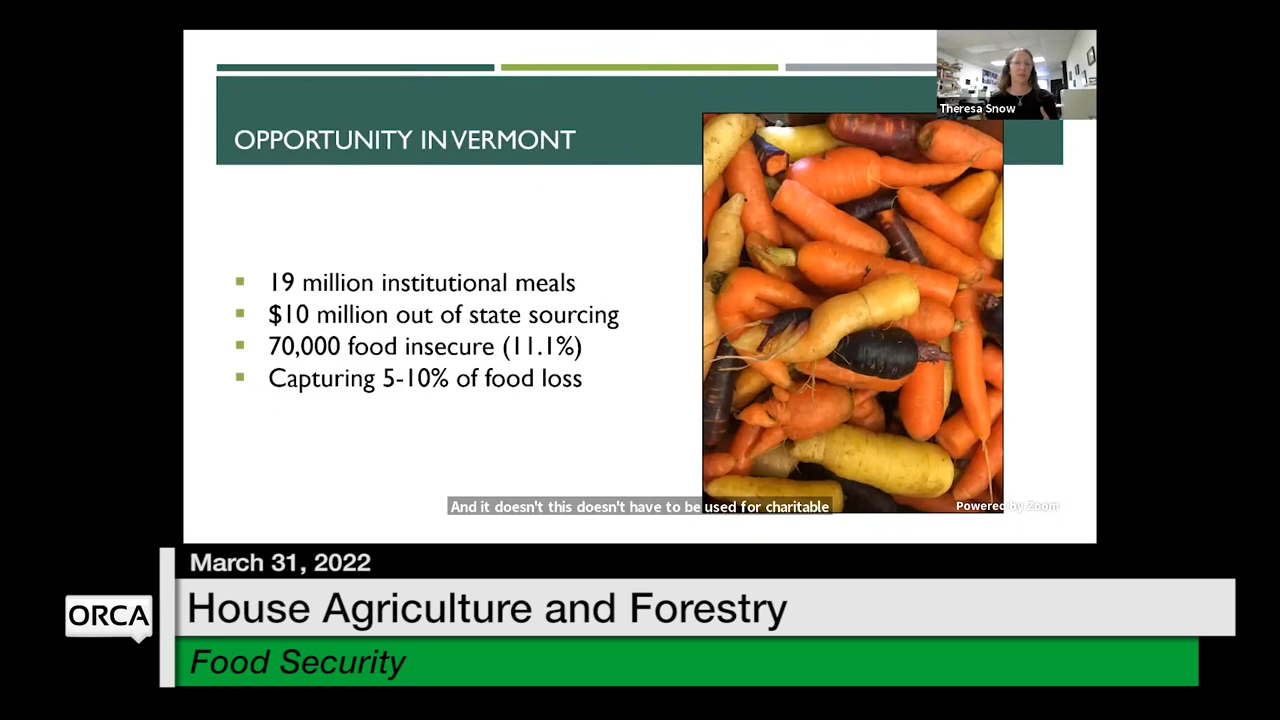 Theresa Snow
OPPORTUNITY IN VERMONT
19 million institutional meals
$10 million out of state sourcing
70,000 food insecure (11.1%)
Capturing 5-10% of food loss
And it doesn't this doesn't have to be used for charitable
Powered by Zoom
March 31, 2022
ORCA
House Agriculture and Forestry
Food Security